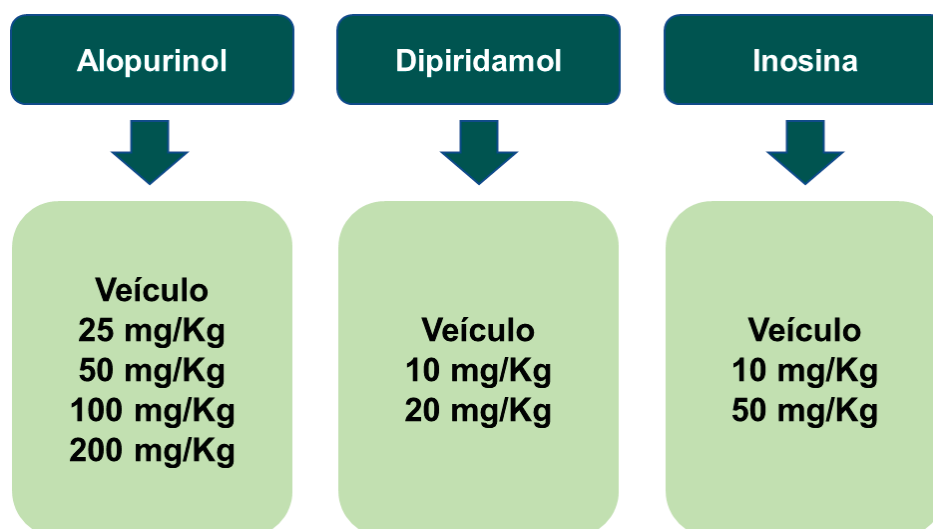 Alopurinol
Dipiridamol
Inosina
Veículo
25 mg/Kg
50 mg/Kg
100 mg/Kg
200 mg/Kg
Veículo
10 mg/Kg
20 mg/Kg
Veículo
10 mg/Kg
50 mg/Kg